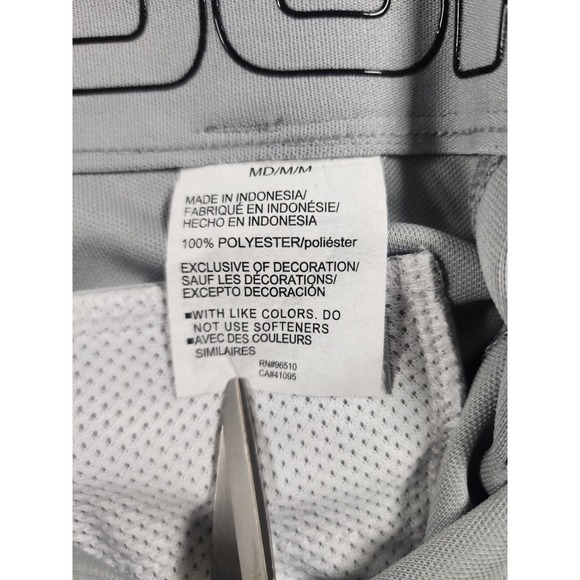 MD/M/M
MADE IN INDONESIA/
FABRIQUÉ EN INDONÉSIE/
HECHO EN INDONESIA
100% POLYESTER/poliéster
EXCLUSIVE OF DECORATION/
SAUF LES DÉCORATIONS/
EXCEPTO DECORACIÓN
■WITH LIKE COLORS. DO
NOT USE SOFTENERS
■AVEC DES COULEURS
SIMILAIRES
RN#96510
CA#41095